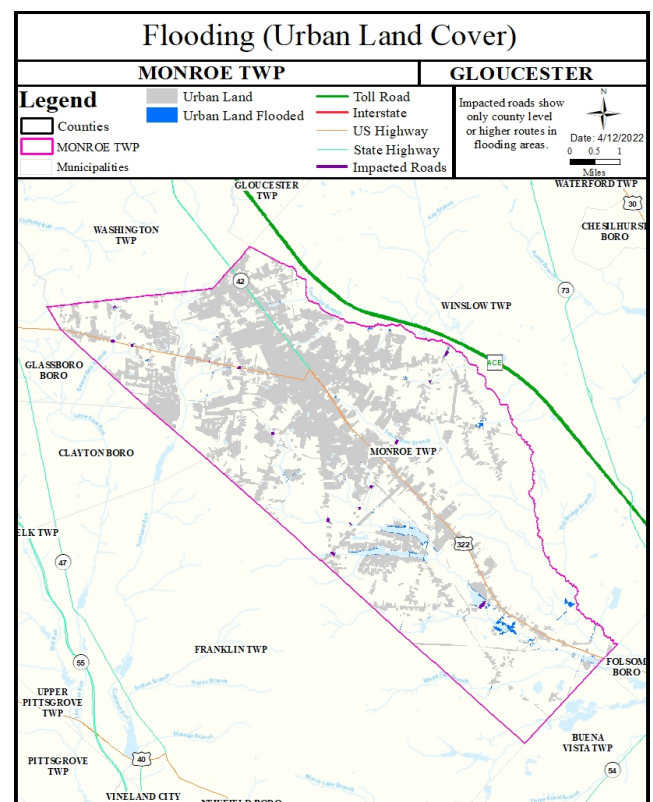 Flooding (Urban Land Cover)
MONROE TWP
GLOUCESTER
Legend
Counties
MONROE TWP
Municipalities
Urban Land
Urban Land Flooded
Toll Road
Interstate
US Highway
State Highway
Impacted Roads
Impacted roads show
only county level
or higher routes in
flooding areas.
N
Date: 4/12/2022
0 0.5 1
Miles
GLOUCESTER
TWP
WATERFORD TWP
30
CHESILHURST
BORO
WASHINGTON
TWP
42
73
WINSLOW TWP
ACE
GLASSBORO
BORO
CLAYTON BORO
MONROE TWP
ELK TWP
322
47
FRANKLIN TWP
55
FOLSOM
BORO
UPPER
PITTSGROVE
TWP
BUENA
VISTA TWP
40
PITTSGROVE
TWP
54
VINELAND CITY
NEWFIELD BORO